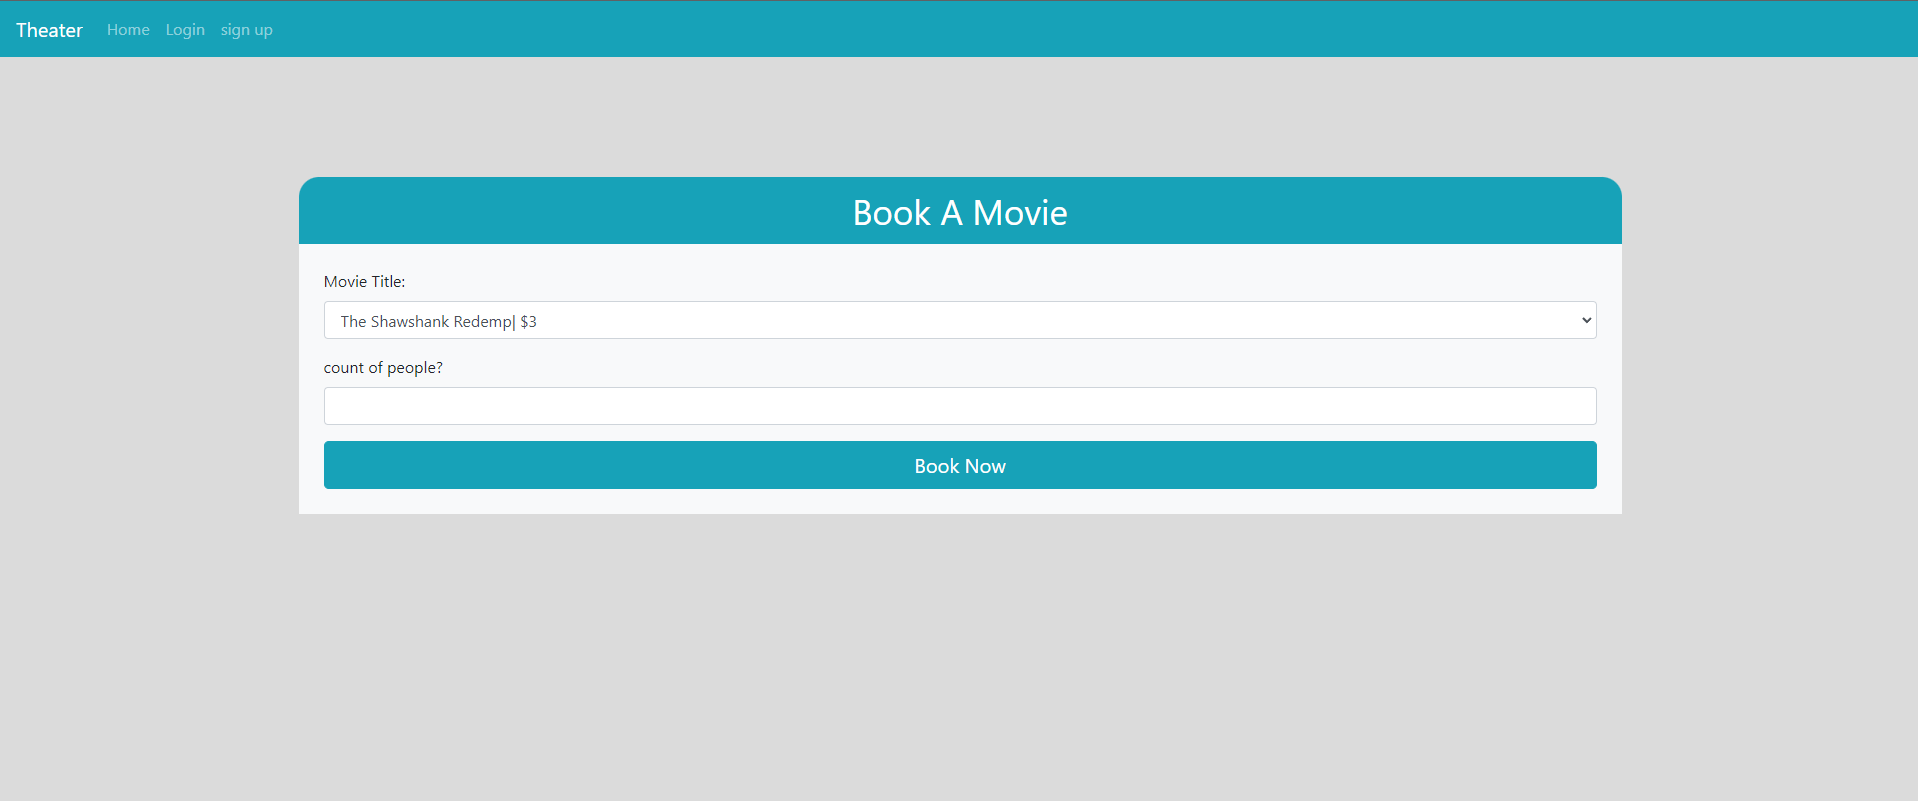 Theater Home Login sign up
Book A Movie
Movie Title:
The Shawshank Redemp| $3
count of people?
Book Now